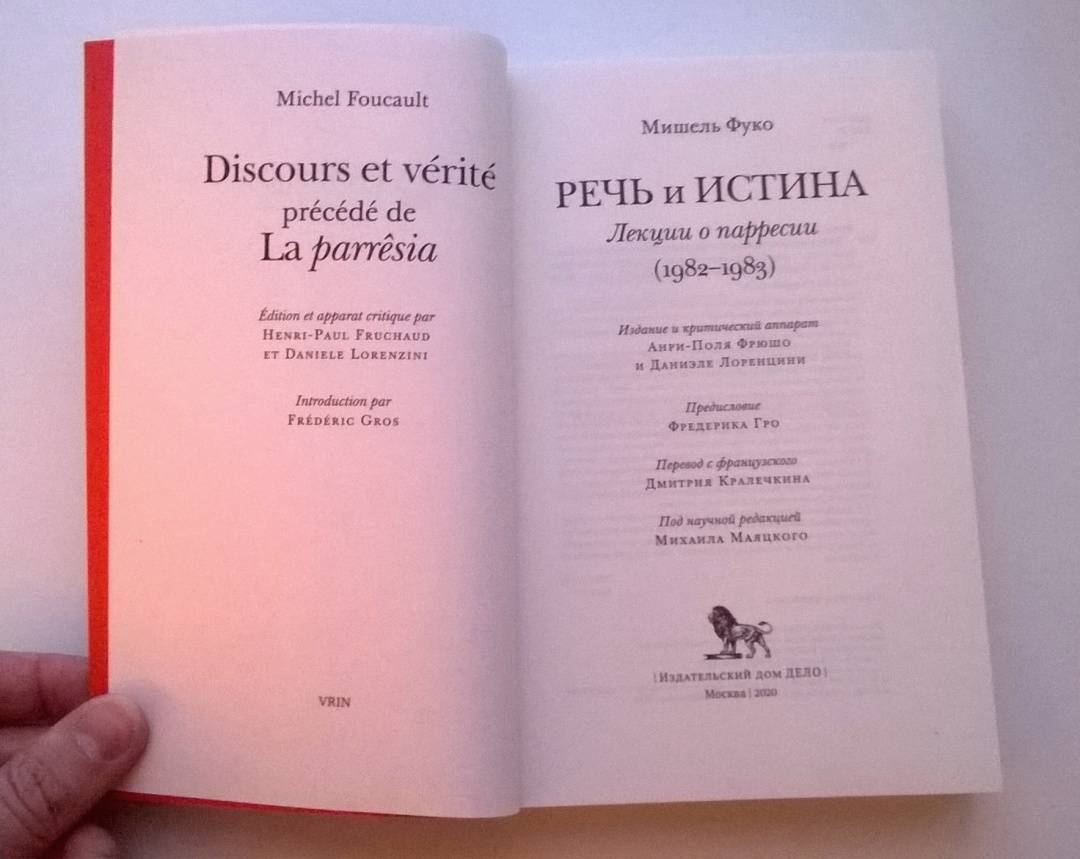 Michel Foucault
Discours et vérité
précédé de
La parrêsia
Édition et apparat critique par
Henri-Paul Fruchaud
et Daniele Lorenzini
Introduction par
Frédéric Gros
VRIN
Мишель Фуко
РЕЧЬ и ИСТИНА
Лекции о парресии
(1982–1983)
Издание и критический аппарат
Анри-Поля Фрюшо
и Даниэле Лоренцини
Предисловие
Фредерика Гро
Перевод с французского
Дмитрия Кралечкина
Под научной редакцией
Михаила Маяцкого
| Издательский дом ДЕЛО |
Москва | 2020